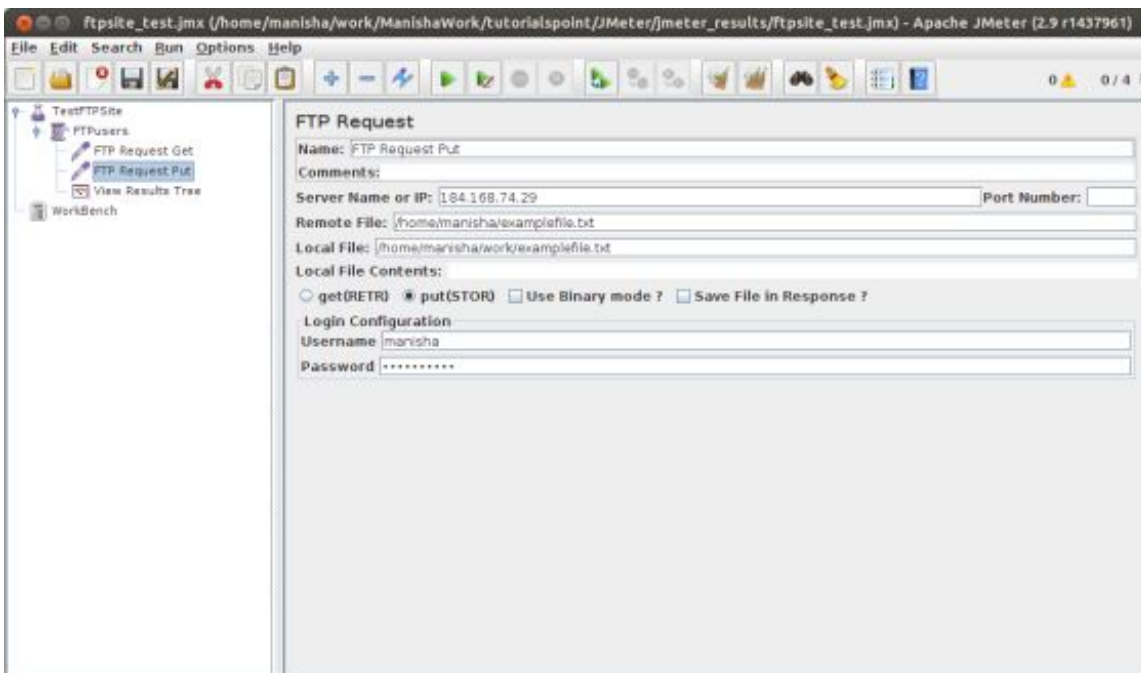 ftpsite_test.jmx (/home/manisha/work/ManishaWork/tutorialspoint/JMeter/jmeter_results/ftpsite_test.jmx) - Apache JMeter (2.9 r1437961)
File Edit Search Run Options Help
0 0 / 4
TestFTPSite
FTPusers
FTP Request Get
FTP Request Put
View Results Tree
WorkBench
FTP Request
Name: FTP Request Put
Comments:
Server Name or IP: 184.168.74.29 Port Number:
Remote File: /home/manisha/examplefile.txt
Local File: /home/manisha/work/examplefile.txt
Local File Contents:
get(RETR) put(STOR) Use Binary mode ? Save File in Response ?
Login Configuration
Username manisha
Password ••••••••••